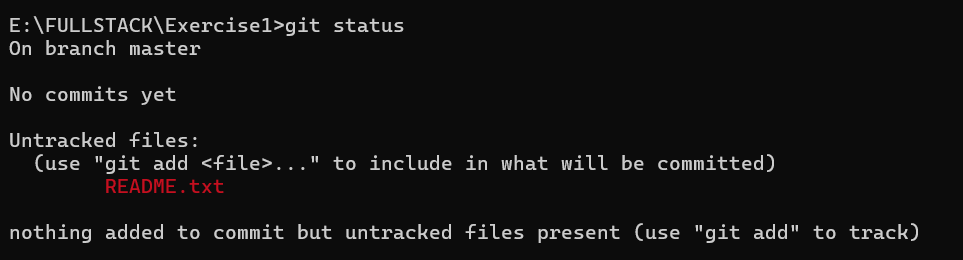 E:\FULLSTACK\Exercise1>git status
On branch master
No commits yet
Untracked files:
  (use "git add <file>..." to include in what will be committed)
        README.txt
nothing added to commit but untracked files present (use "git add" to track)